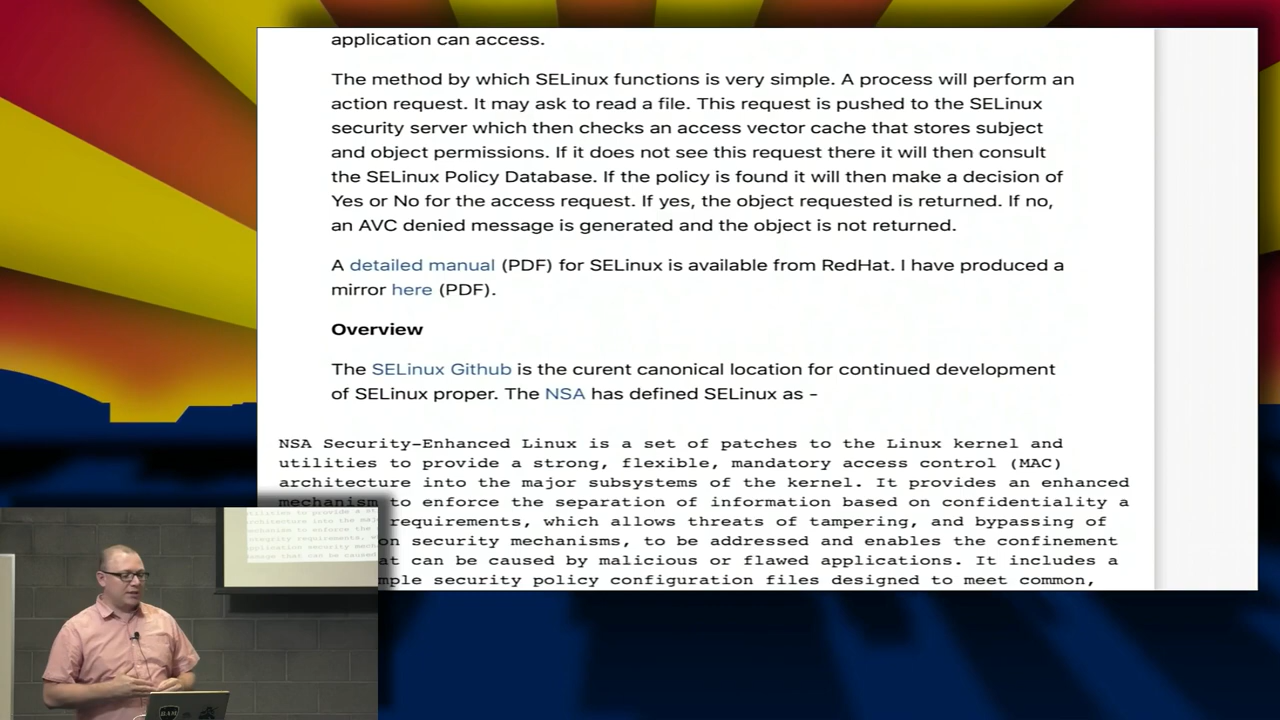 application can access.
The method by which SELinux functions is very simple. A process will perform an
action request. It may ask to read a file. This request is pushed to the SELinux
security server which then checks an access vector cache that stores subject
and object permissions. If it does not see this request there it will then consult
the SELinux Policy Database. If the policy is found it will then make a decision of
Yes or No for the access request. If yes, the object requested is returned. If no,
an AVC denied message is generated and the object is not returned.
A detailed manual (PDF) for SELinux is available from RedHat. I have produced a
mirror here (PDF).
Overview
The SELinux Github is the curent canonical location for continued development
of SELinux proper. The NSA has defined SELinux as -
NSA Security-Enhanced Linux is a set of patches to the Linux kernel and
utilities to provide a strong, flexible, mandatory access control (MAC)
architecture into the major subsystems of the kernel. It provides an enhanced
mechanism to enforce the separation of information based on confidentiality a
requirements, which allows threats of tampering, and bypassing of
on security mechanisms, to be addressed and enables the confinement
at can be caused by malicious or flawed applications. It includes a
mple security policy configuration files designed to meet common,